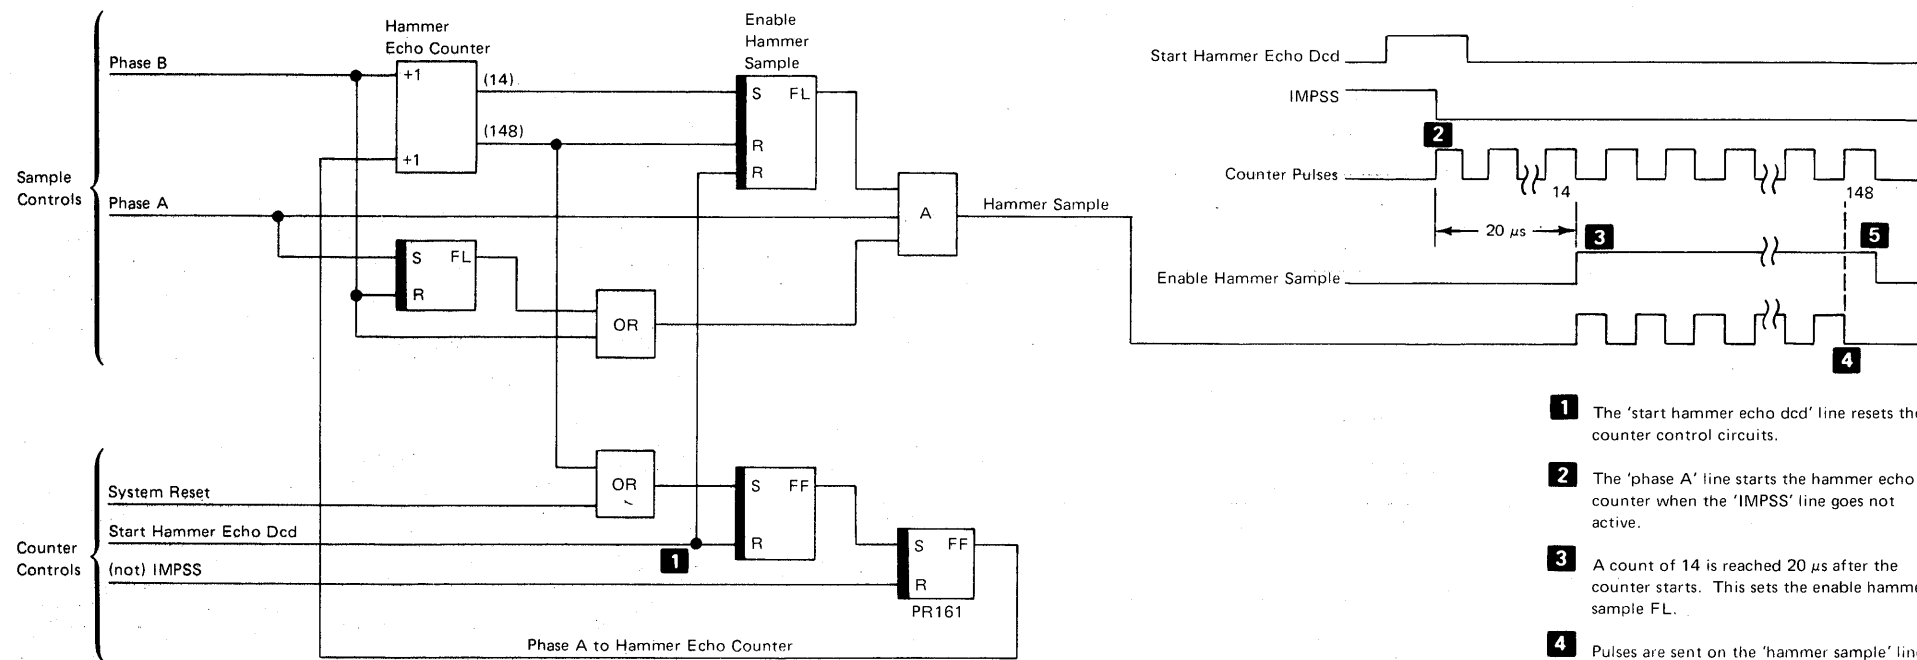 Hammer
Echo Counter
Enable
Hammer
Sample
Phase B
+1
(14)
S FL
(148)
R
+1
R
Sample
Controls
Phase A
A
Hammer Sample
S FL
R
OR
System Reset
OR
S FF
Start Hammer Echo Dcd
1
R
Counter
Controls
(not) IMPSS
S FF
R
PR161
Phase A to Hammer Echo Counter
Start Hammer Echo Dcd
IMPSS
2
Counter Pulses
14
148
20 μs
3
5
Enable Hammer Sample
4
1 The 'start hammer echo dcd' line resets the
counter control circuits.
2 The 'phase A' line starts the hammer echo
counter when the 'IMPSS' line goes not
active.
3 A count of 14 is reached 20 μs after the
counter starts. This sets the enable hamme
sample FL.
4 Pulses are sent on the 'hammer sample' line